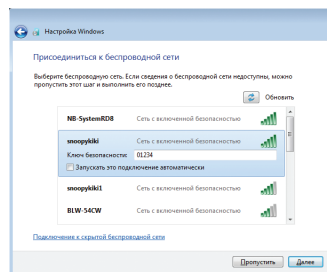 Настройка Windows
Присоединиться к беспроводной сети
Выберите беспроводную сеть. Если сведения о беспроводной сети недоступны, можно
пропустить этот шаг и выполнить его позднее.
Обновить
NB-SystemRD8 Сеть с включенной безопасностью
snoopykiki Сеть с включенной безопасностью
Ключ безопасности: 01234
Запускать это подключение автоматически
snoopykiki1 Сеть с включенной безопасностью
BLW-54CW Сеть с включенной безопасностью
Подключение к скрытой беспроводной сети
Пропустить Далее